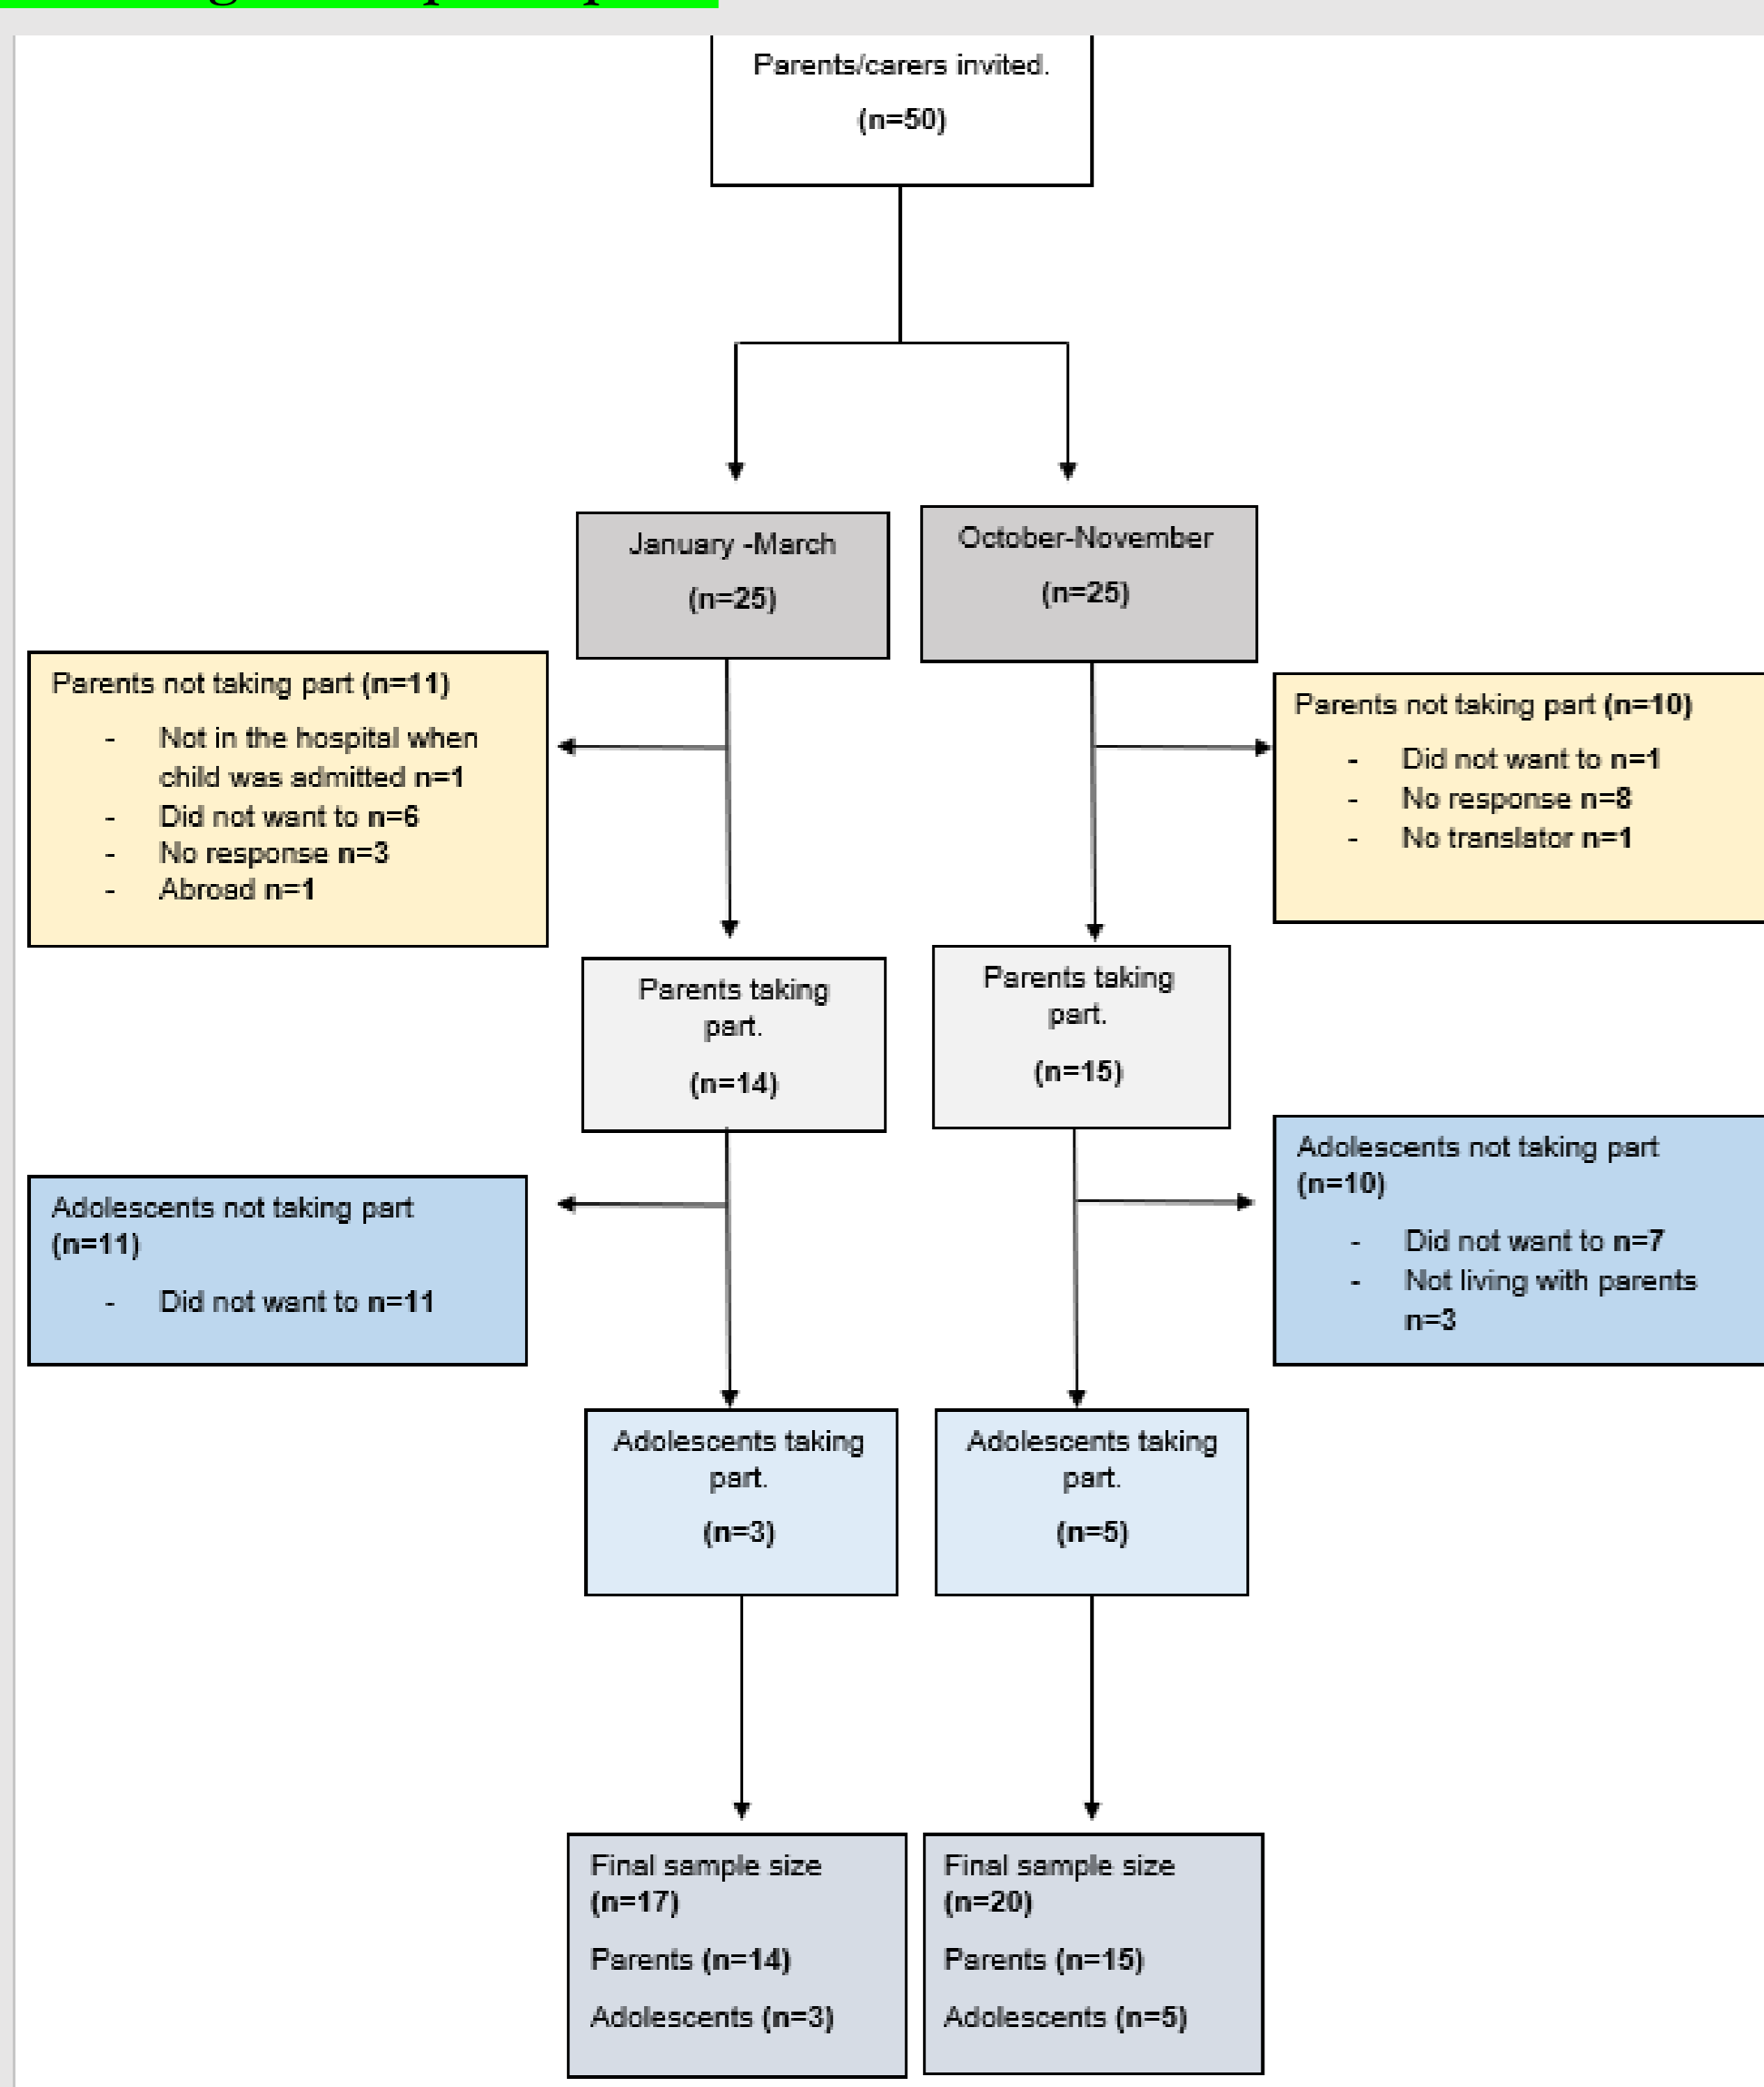 Parents/carers invited.
(n=50)
January -March
(n=25)
October-November
(n=25)
Parents not taking part (n=11)
- Not in the hospital when
child was admitted n=1
- Did not want to n=6
- No response n=3
- Abroad n=1
Parents not taking part (n=10)
- Did not want to n=1
- No response n=8
- No translator n=1
Parents taking
part.
(n=14)
Parents taking
part.
(n=15)
Adolescents not taking part
(n=11)
- Did not want to n=11
Adolescents not taking part
(n=10)
- Did not want to n=7
- Not living with parents
n=3
Adolescents taking
part.
(n=3)
Adolescents taking
part.
(n=5)
Final sample size
(n=17)
Parents (n=14)
Adolescents (n=3)
Final sample size
(n=20)
Parents (n=15)
Adolescents (n=5)